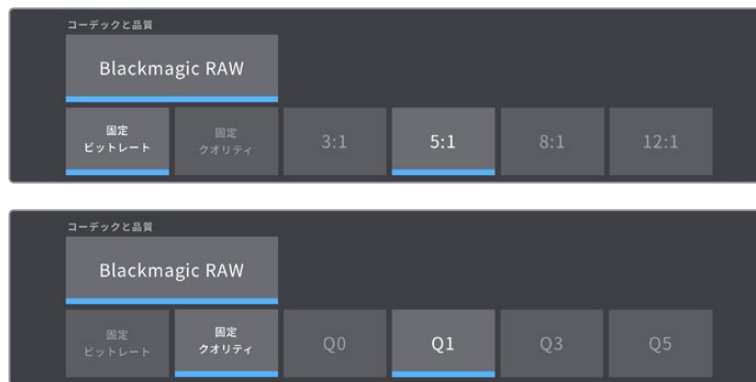 コーデックと品質
Blackmagic RAW
固定
ビットレート
固定
クオリティ
3:1
5:1
8:1
12:1
コーデックと品質
Blackmagic RAW
固定
ビットレート
固定
クオリティ
Q0
Q1
Q3
Q5